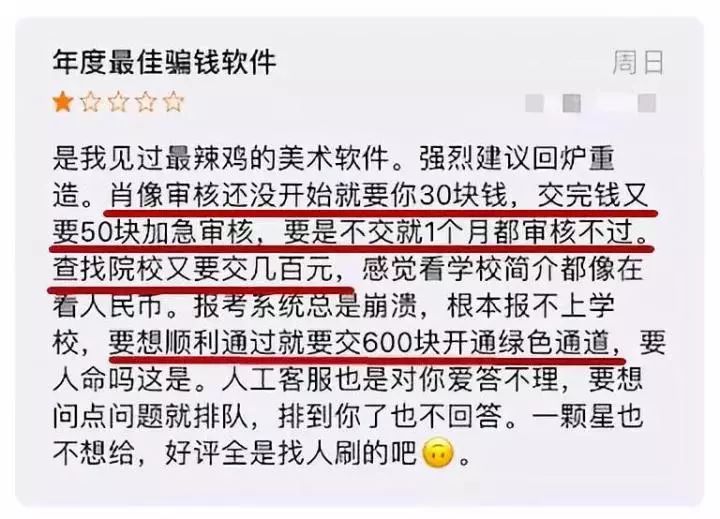 年度最佳骗钱软件
周日
★☆☆☆☆
是我见过最辣鸡的美术软件。强烈建议回炉重
造。肖像审核还没开始就要你30块钱，交完钱又
要50块加急审核，要是不交就1个月都审核不过。
查找院校又要交几百元，感觉看学校简介都像在
看人民币。报考系统总是崩溃，根本报不上学
校，要想顺利通过就要交600块开通绿色通道，要
人命吗这是。人工客服也是对你爱答不理，要想
问点问题就排队，排到你了也不回答。一颗星也
不想给，好评全是找人刷的吧🙃。